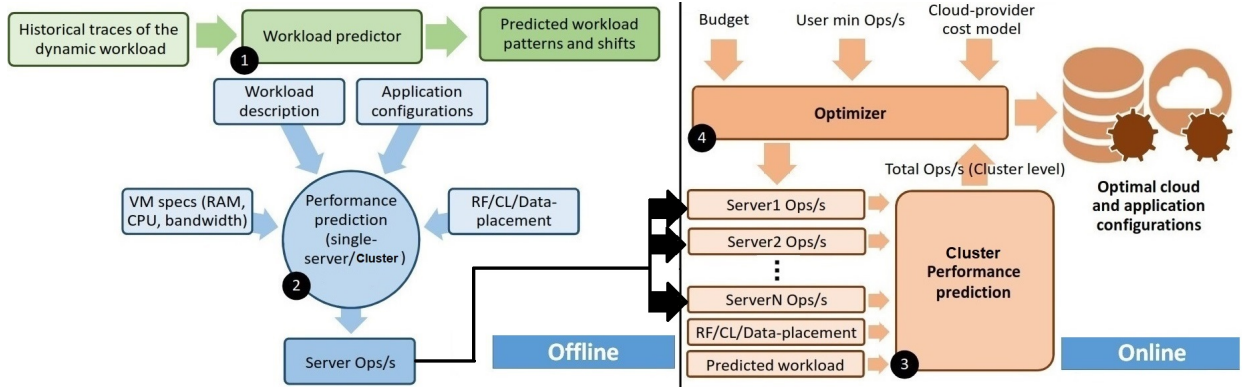 Historical traces of the
dynamic workload
Workload predictor
1
Predicted workload
patterns and shifts
Workload
description
Application
configurations
VM specs (RAM,
CPU, bandwidth)
Performance
prediction
(single-
server/Cluster)
2
RF/CL/Data-
placement
Server Ops/s
Offline
Budget
User min Ops/s
Cloud-provider
cost model
Optimizer
4
Total Ops/s (Cluster level)
Server1 Ops/s
Server2 Ops/s
ServerN Ops/s
RF/CL/Data-placement
Predicted workload
Cluster
Performance
prediction
3
Optimal cloud
and application
configurations
Online